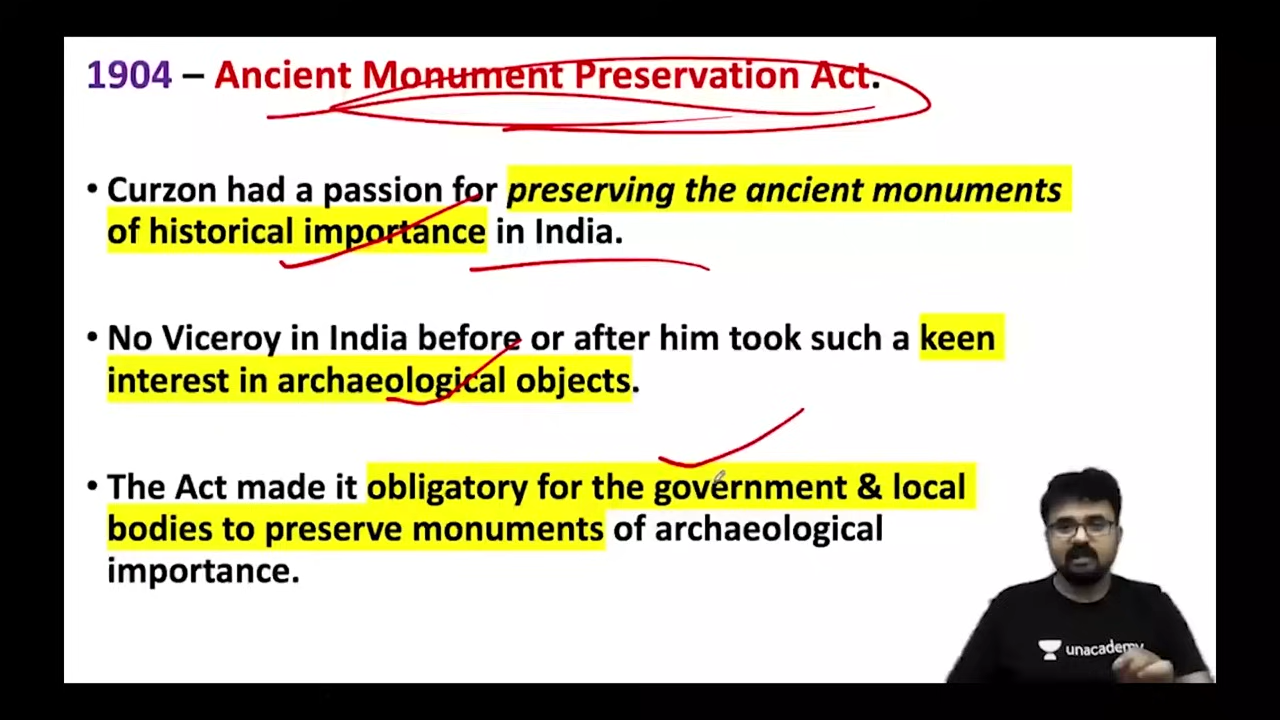 1904 – Ancient Monument Preservation Act.
• Curzon had a passion for preserving the ancient monuments
of historical importance in India.
• No Viceroy in India before or after him took such a keen
interest in archaeological objects.
• The Act made it obligatory for the government & local
bodies to preserve monuments of archaeological
importance.
unacademy